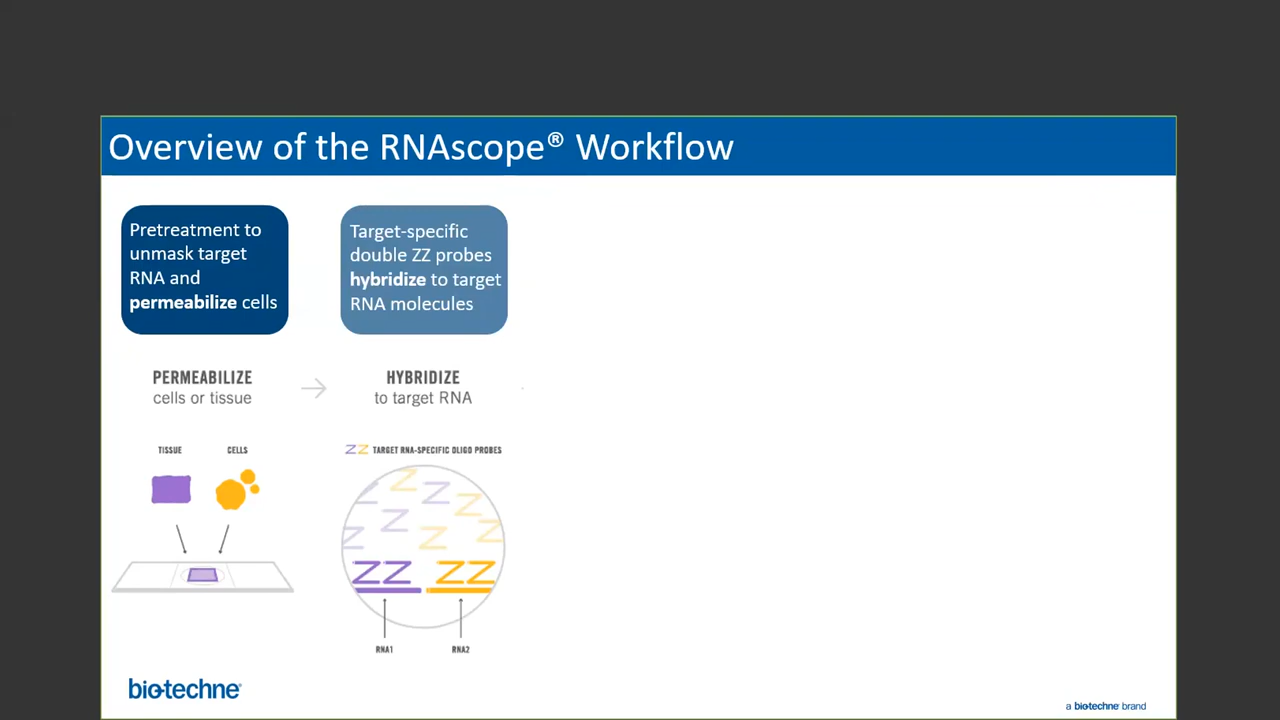 Overview of the RNAscope® Workflow
Pretreatment to
unmask target
RNA and
permeabilize cells
Target-specific
double ZZ probes
hybridize to target
RNA molecules
PERMEABILIZE
cells or tissue
HYBRIDIZE
to target RNA
TISSUE
CELLS
ZZ TARGET RNA-SPECIFIC OLIGO PROBES
ZZ ZZ
RNA1
RNA2
bio-techne®
a bio-techne brand